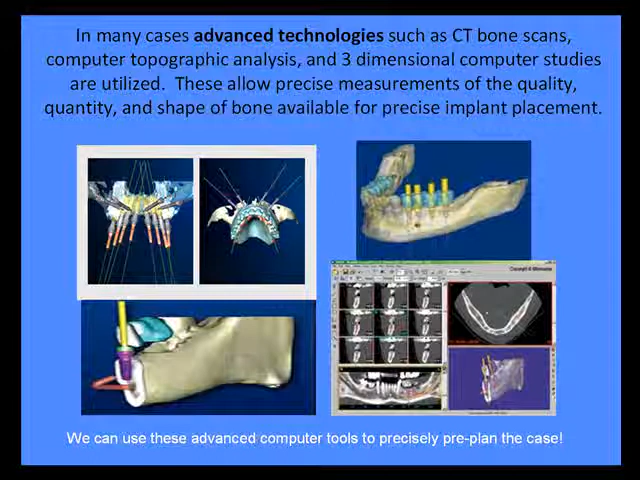 In many cases advanced technologies such as CT bone scans,
computer topographic analysis, and 3 dimensional computer studies
are utilized.  These allow precise measurements of the quality,
quantity, and shape of bone available for precise implant placement.
We can use these advanced computer tools to precisely pre-plan the case!